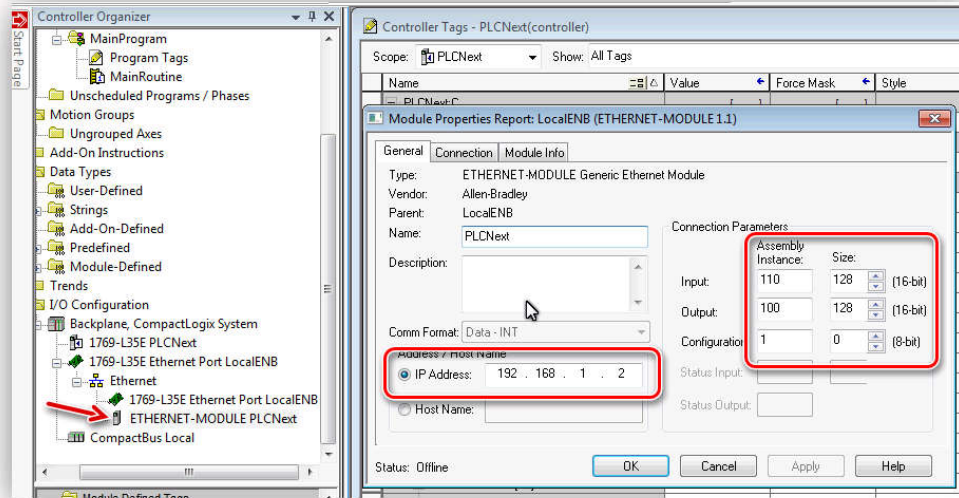 Start Page
Controller Organizer
MainProgram
Program Tags
MainRoutine
Unscheduled Programs / Phases
Motion Groups
Ungrouped Axes
Add-On Instructions
Data Types
User-Defined
Strings
Add-On-Defined
Predefined
Module-Defined
Trends
I/O Configuration
Backplane, CompactLogix System
1769-L35E PLCNext
1769-L35E Ethernet Port LocalENB
Ethernet
1769-L35E Ethernet Port LocalENB
ETHERNET-MODULE PLCNext
CompactBus Local
Module Defined Tags
Controller Tags - PLCNext(controller)
Scope: PLCNext Show: All Tags
Name Value Force Mask Style
PLCNext:C
Module Properties Report: LocalENB (ETHERNET-MODULE 1.1)
General Connection Module Info
Type: ETHERNET-MODULE Generic Ethernet Module
Vendor: Allen-Bradley
Parent: LocalENB
Name: PLCNext
Description:
Comm Format: Data - INT
Address / Host Name
IP Address: 192 . 168 . 1 . 2
Host Name:
Connection Parameters
Assembly
Instance: Size:
Input: 110 128 (16-bit)
Output: 100 128 (16-bit)
Configuration 1 0 (8-bit)
Status Input:
Status Output:
Status: Offline OK Cancel Apply Help